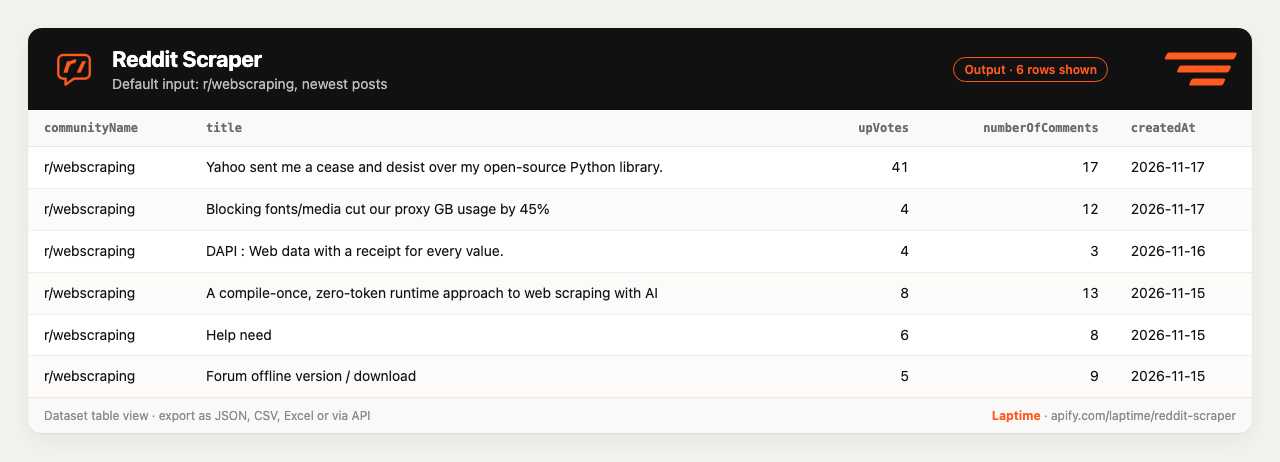 Reddit Scraper
Default input: r/webscraping, newest posts
Output · 6 rows shown
communityName title upVotes numberOfComments createdAt
r/webscraping Yahoo sent me a cease and desist over my open-source Python library. 41 17 2026-11-17
r/webscraping Blocking fonts/media cut our proxy GB usage by 45% 4 12 2026-11-17
r/webscraping DAPI : Web data with a receipt for every value. 4 3 2026-11-16
r/webscraping A compile-once, zero-token runtime approach to web scraping with AI 8 13 2026-11-15
r/webscraping Help need 6 8 2026-11-15
r/webscraping Forum offline version / download 5 9 2026-11-15
Dataset table view · export as JSON, CSV, Excel or via API
Laptime · apify.com/laptime/reddit-scraper